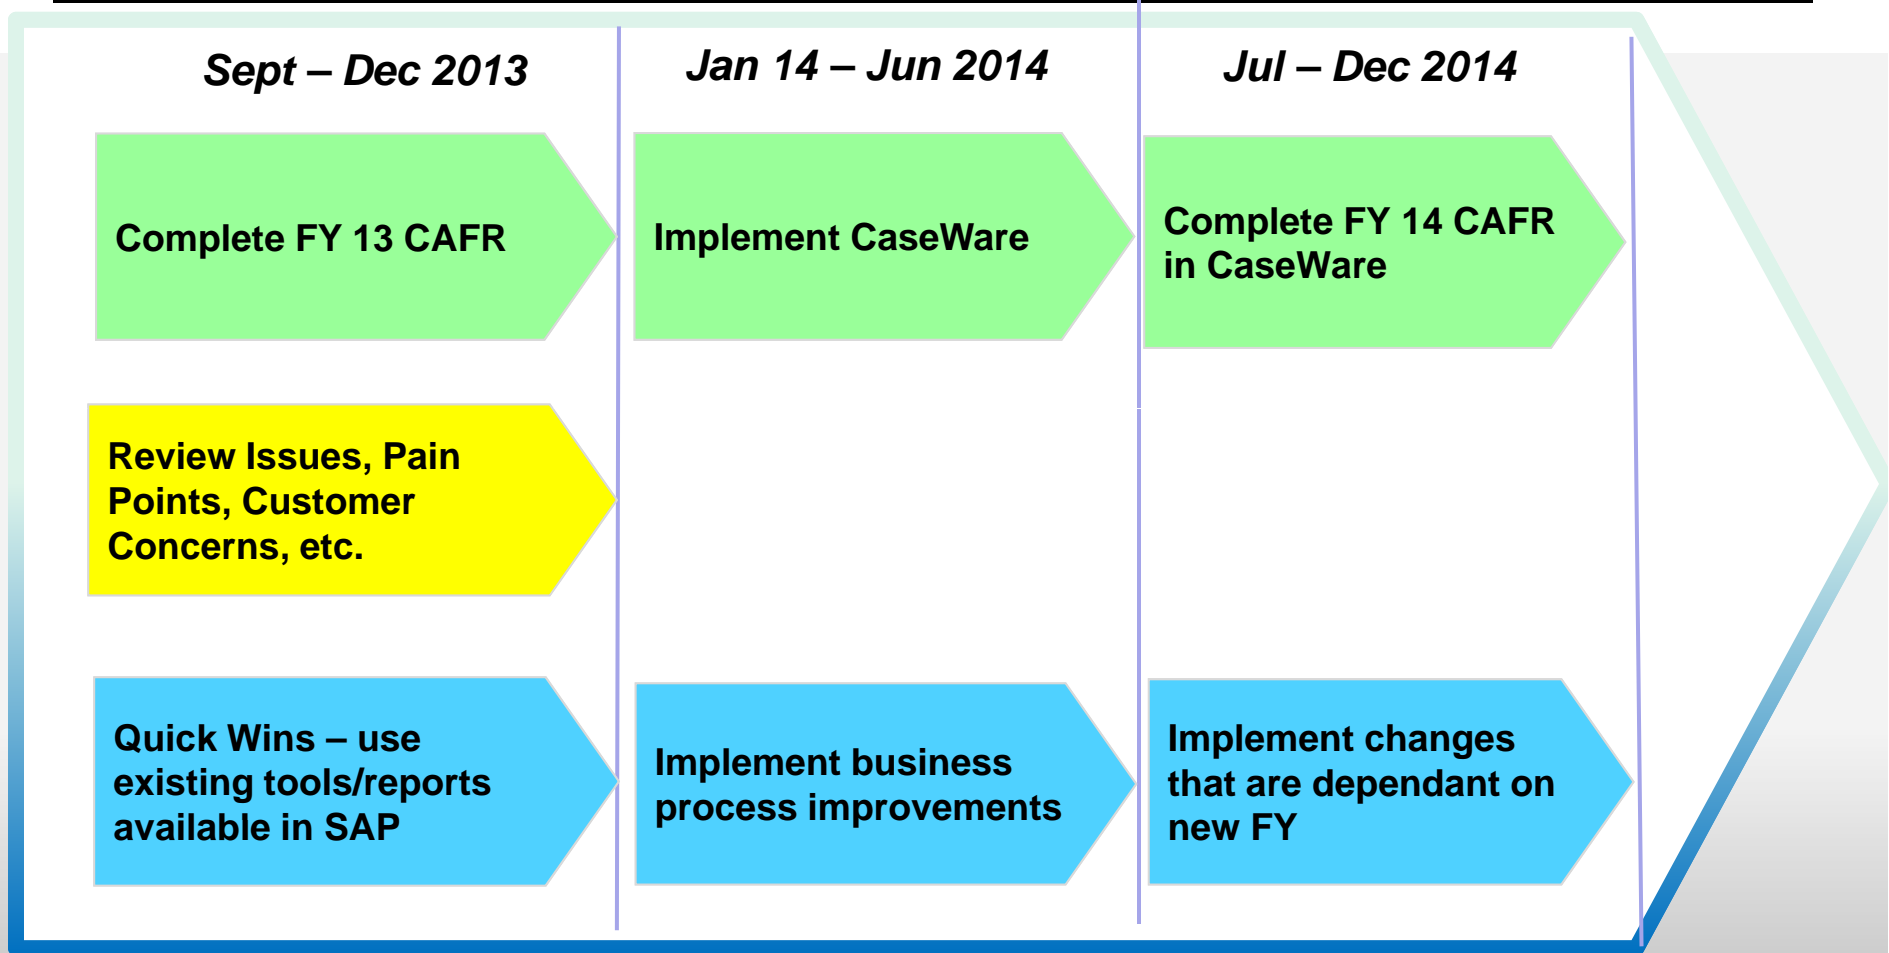 Sept – Dec 2013
Jan 14 – Jun 2014
Jul – Dec 2014
Complete FY 13 CAFR
Implement CaseWare
Complete FY 14 CAFR
in CaseWare
Review Issues, Pain
Points, Customer
Concerns, etc.
Quick Wins – use
existing tools/reports
available in SAP
Implement business
process improvements
Implement changes
that are dependant on
new FY